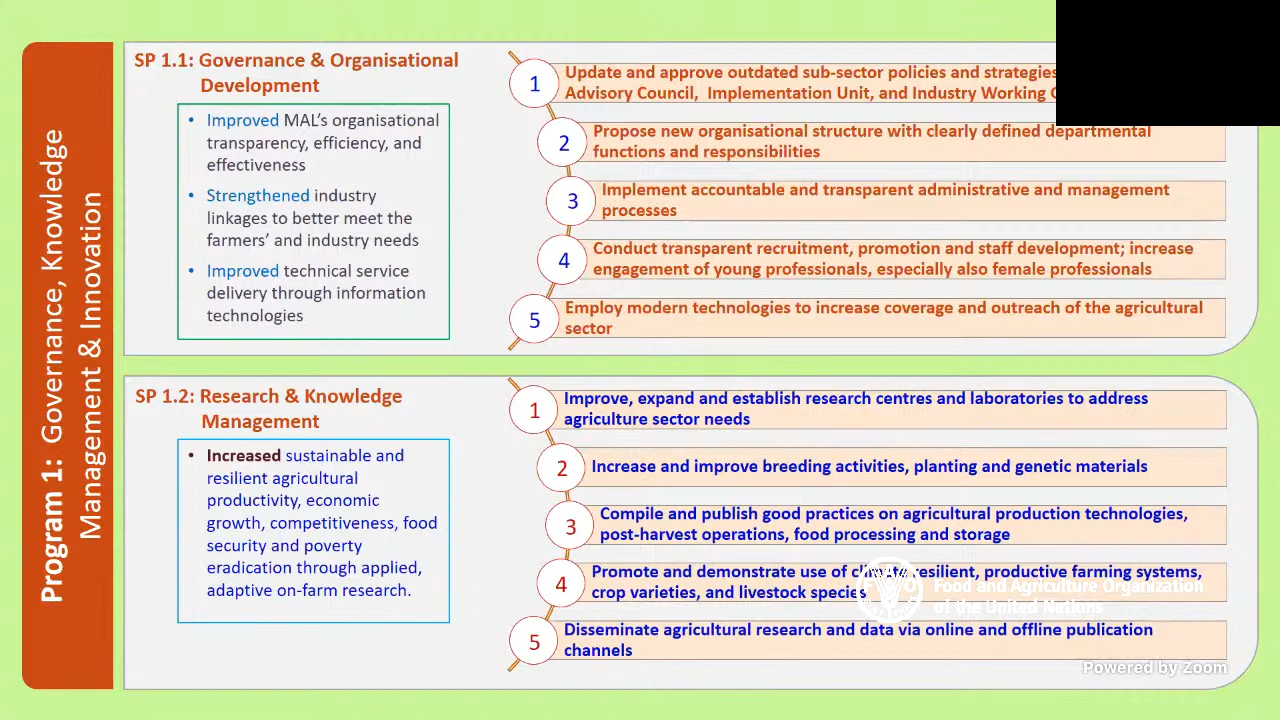 Program 1: Governance, Knowledge
Management & Innovation
SP 1.1: Governance & Organisational
Development
• Improved MAL's organisational
transparency, efficiency, and
effectiveness
• Strengthened industry
linkages to better meet the
farmers' and industry needs
• Improved technical service
delivery through information
technologies
1 Update and approve outdated sub-sector policies and strategies
Advisory Council, Implementation Unit, and Industry Working
2 Propose new organisational structure with clearly defined departmental
functions and responsibilities
3 Implement accountable and transparent administrative and management
processes
4 Conduct transparent recruitment, promotion and staff development; increase
engagement of young professionals, especially also female professionals
5 Employ modern technologies to increase coverage and outreach of the agricultural
sector
SP 1.2: Research & Knowledge
Management
• Increased sustainable and
resilient agricultural
productivity, economic
growth, competitiveness, food
security and poverty
eradication through applied,
adaptive on-farm research.
1 Improve, expand and establish research centres and laboratories to address
agriculture sector needs
2 Increase and improve breeding activities, planting and genetic materials
3 Compile and publish good practices on agricultural production technologies,
post-harvest operations, food processing and storage
4 Promote and demonstrate use of climate resilient, productive farming systems,
crop varieties, and livestock species
5 Disseminate agricultural research and data via online and offline publication
channels
Food and Agriculture Organization
of the United Nations
Powered by Zoom